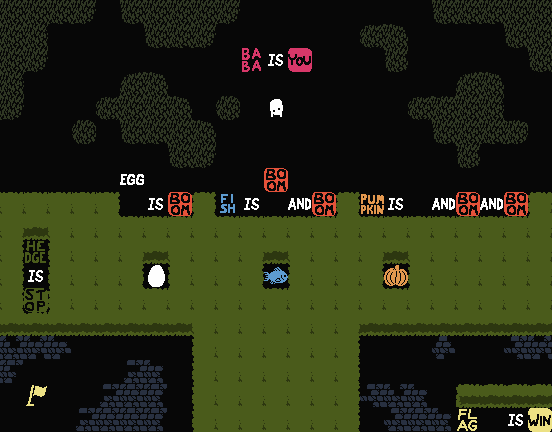 BABA IS YOU
BOOM
EGG
IS BOOM
FISH IS AND BOOM
PUMPKIN IS AND BOOM AND BOOM
HEDGE
IS
STOP
FLAG IS WIN